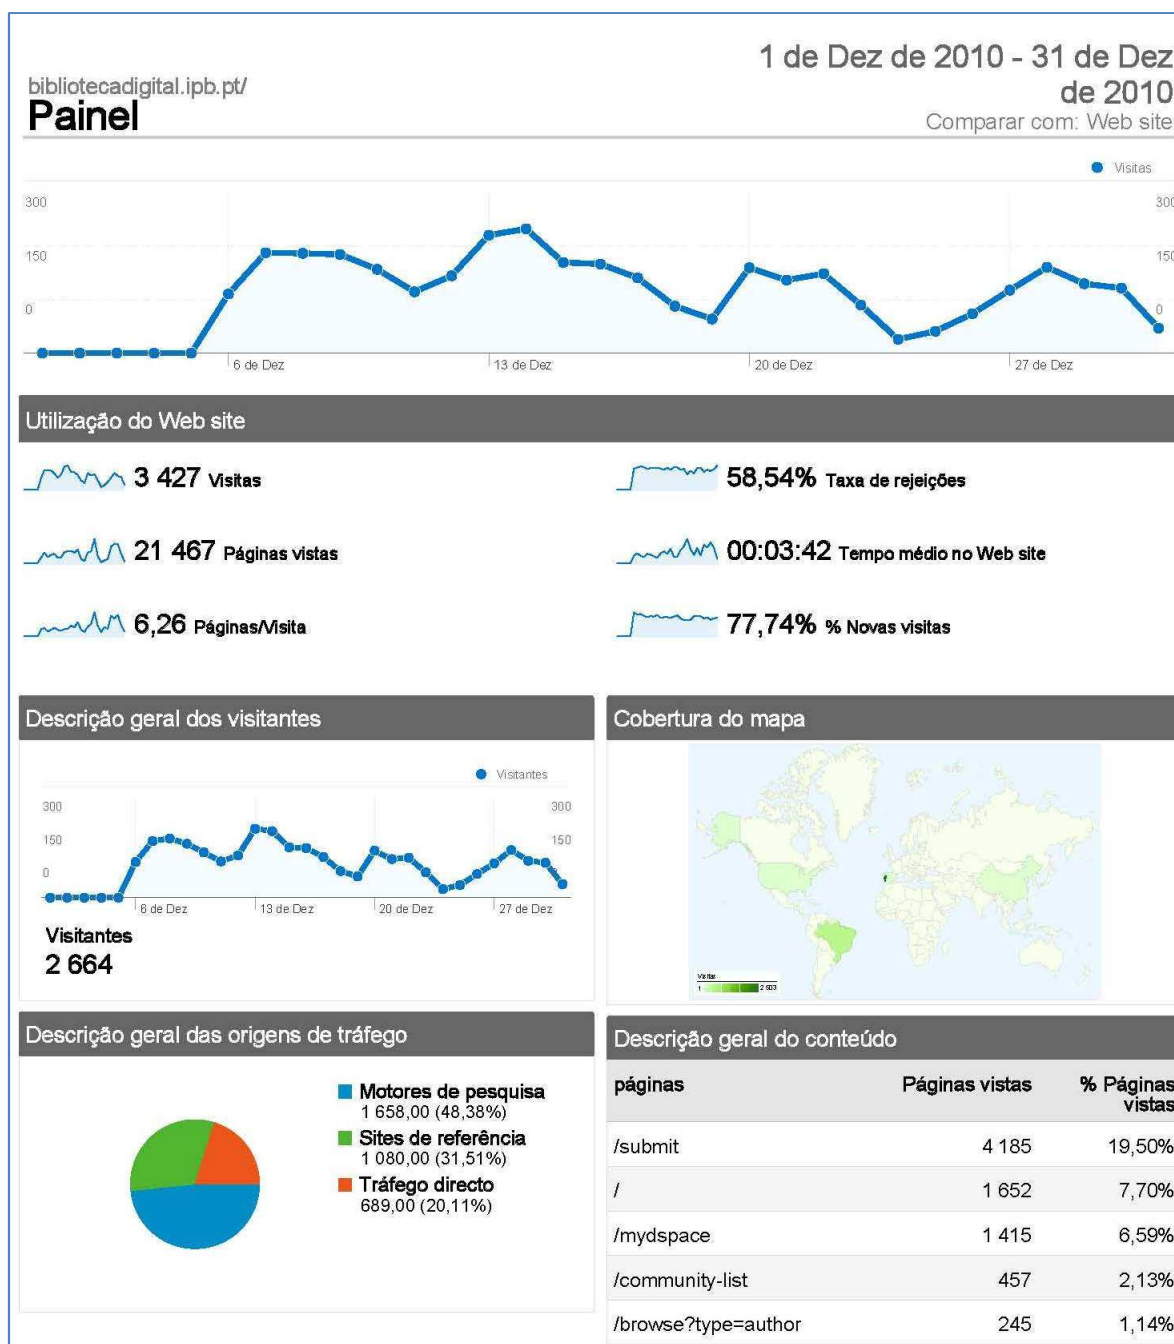 bibliotecadigital.ipb.pt/
Painel
1 de Dez de 2010 - 31 de Dez
de 2010
Comparar com: Web site
Visitas
300
300
150
150
0
0
6 de Dez
13 de Dez
20 de Dez
27 de Dez
Utilização do Web site
3 427 Visitas
58,54% Taxa de rejeições
21 467 Páginas vistas
00:03:42 Tempo médio no Web site
6,26 Páginas/Visita
77,74% % Novas visitas
Descrição geral dos visitantes
Visitantes
300
300
150
150
0
6 de Dez
13 de Dez
20 de Dez
27 de Dez
Visitantes
2 664
Cobertura do mapa
Visitas
1
2 503
Descrição geral das origens de tráfego
Motores de pesquisa
1 658,00 (48,38%)
Sites de referência
1 080,00 (31,51%)
Tráfego directo
689,00 (20,11%)
Descrição geral do conteúdo
páginas Páginas vistas % Páginas
vistas
/submit 4 185 19,50%
/ 1 652 7,70%
/mydspace 1 415 6,59%
/community-list 457 2,13%
/browse?type=author 245 1,14%